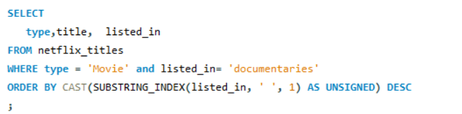 SELECT
type,title, listed_in
FROM netflix_titles
WHERE type = 'Movie' and listed_in= 'documentaries'
ORDER BY CAST(SUBSTRING_INDEX(listed_in, ' ', 1) AS UNSIGNED) DESC
;